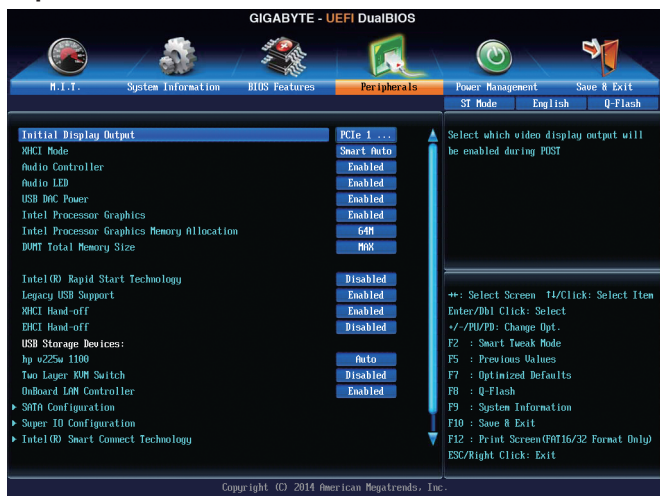 GIGABYTE - UEFI DualBIOS
M.I.T. System Information BIOS Features Peripherals Power Management Save & Exit
ST Mode English Q-Flash
Initial Display Output PCIe 1 ...
XHCI Mode Smart Auto
Audio Controller Enabled
Audio LED Enabled
USB DAC Power Enabled
Intel Processor Graphics Enabled
Intel Processor Graphics Memory Allocation 64M
DVMT Total Memory Size MAX
Intel(R) Rapid Start Technology Disabled
Legacy USB Support Enabled
XHCI Hand-off Enabled
EHCI Hand-off Disabled
USB Storage Devices:
hp v225w 1100 Auto
Two Layer KVM Switch Disabled
OnBoard LAN Controller Enabled
SATA Configuration
Super IO Configuration
Intel(R) Smart Connect Technology
Select which video display output will
be enabled during POST
→←: Select Screen ↑↓/Click: Select Item
Enter/Dbl Click: Select
+/-/PU/PD: Change Opt.
F2 : Smart Tweak Mode
F5 : Previous Values
F7 : Optimized Defaults
F8 : Q-Flash
F9 : System Information
F10 : Save & Exit
F12 : Print Screen(FAT16/32 Format Only)
ESC/Right Click: Exit
Copyright (C) 2014 American Megatrends, Inc.